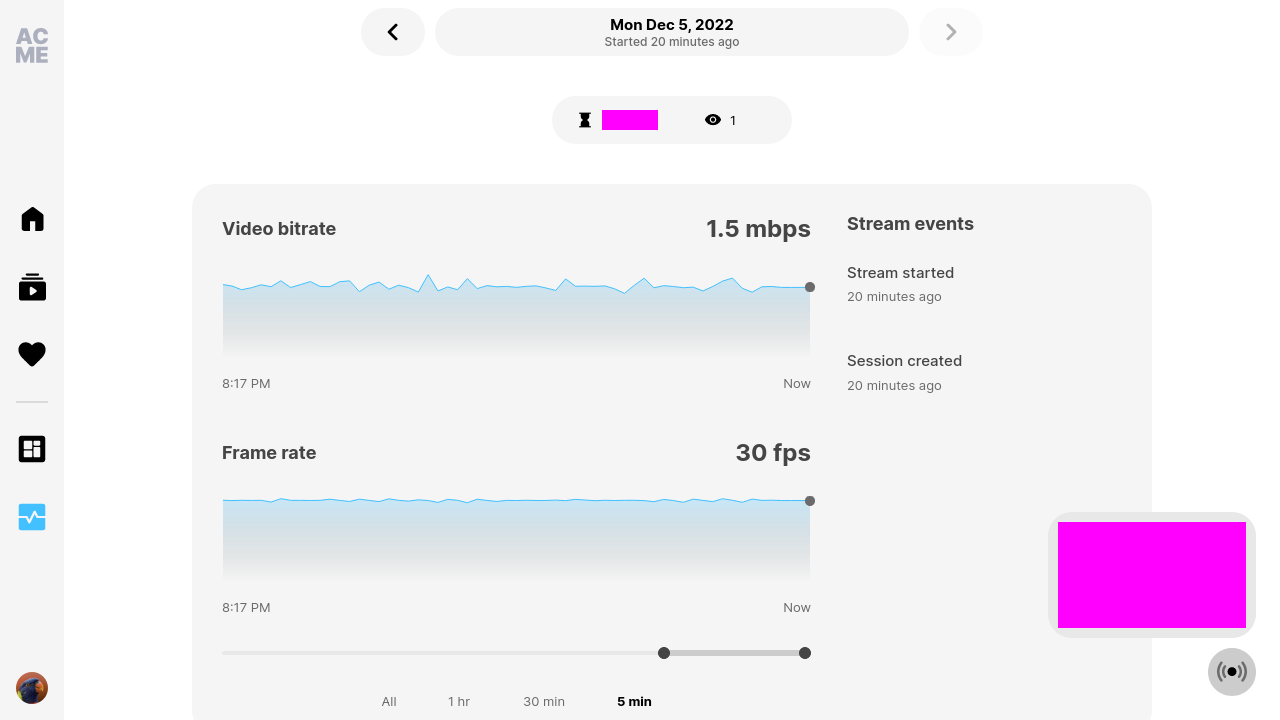 AC
ME
Mon Dec 5, 2022
Started 20 minutes ago
1
Video bitrate
1.5 mbps
8:17 PM
Now
Frame rate
30 fps
8:17 PM
Now
All
1 hr
30 min
5 min
Stream events
Stream started
20 minutes ago
Session created
20 minutes ago